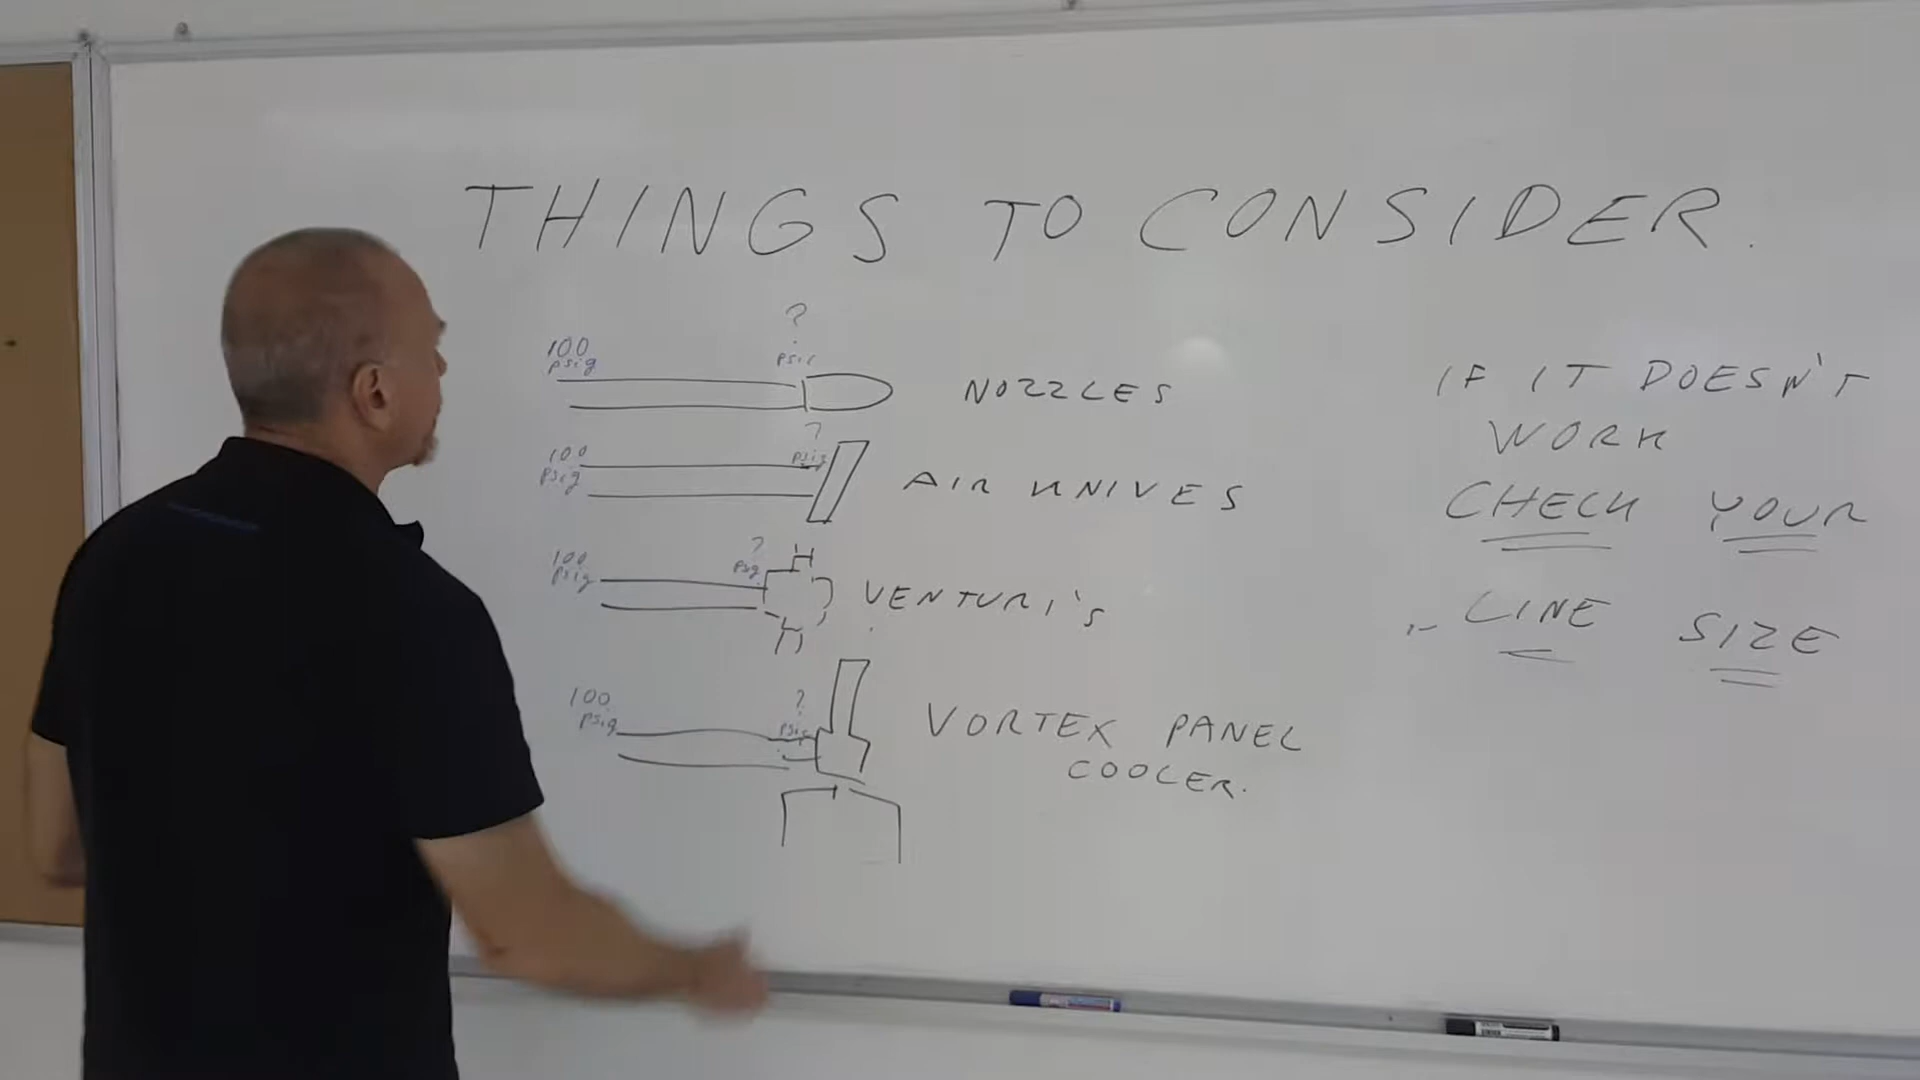 THINGS TO CONSIDER.
?
100
psig
psig
NOZZLES
?
100
psig
psig
AIR KNIVES
?
100
psig
psig
VENTURI'S
?
100
psig
psig
VORTEX PANEL
COOLER.
IF IT DOESN'T
WORK
CHECK YOUR
LINE SIZE